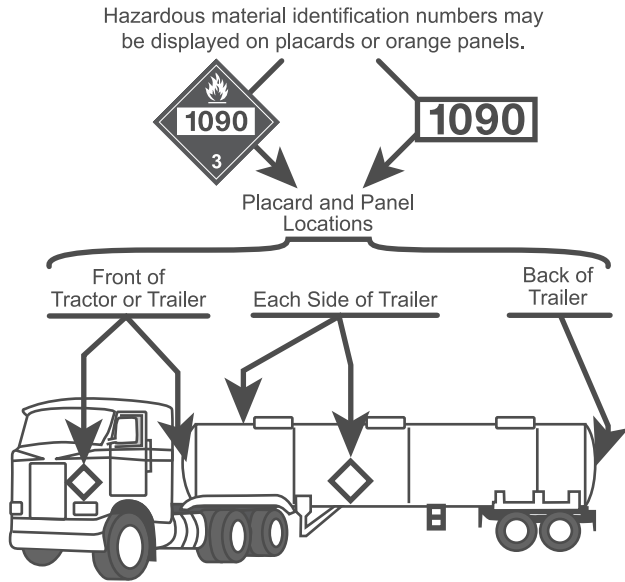 Hazardous material identification numbers may
be displayed on placards or orange panels.
1090
3
1090
Placard and Panel
Locations
Front of
Tractor or Trailer
Each Side of Trailer
Back of
Trailer